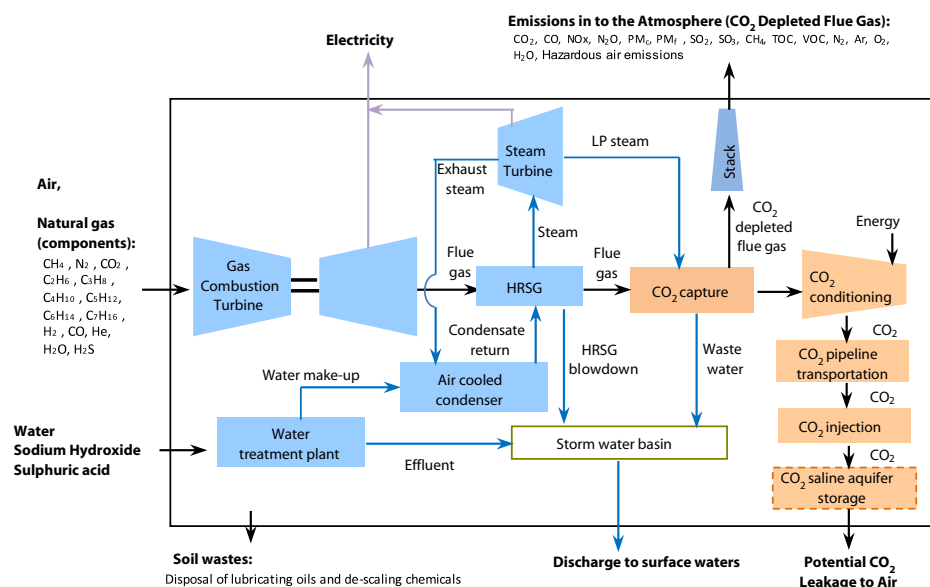 Emissions in to the Atmosphere (CO2 Depleted Flue Gas):
CO2, CO, NOx, N2O, PMc, PMf , SO2, SO3, CH4, TOC, VOC, N2, Ar, O2,
H2O, Hazardous air emissions
Electricity
Air,
Natural gas
(components):
CH4 , N2 , CO2 ,
C2H6 , C3H8 ,
C4H10 , C5H12,
C6H14 , C7H16 ,
H2 , CO, He,
H2O, H2S
Gas
Combustion
Turbine
Steam
Turbine
Exhaust
steam
LP steam
Stack
CO2
depleted
flue gas
Energy
Steam
Flue
gas
HRSG
Flue
gas
CO2 capture
CO2
conditioning
CO2
CO2 pipeline
transportation
CO2
CO2 injection
CO2
CO2 saline aquifer
storage
Condensate
return
HRSG
blowdown
Waste
water
Water make-up
Air cooled
condenser
Water
Sodium Hydroxide
Sulphuric acid
Water
treatment plant
Effluent
Storm water basin
Soil wastes:
Disposal of lubricating oils and de-scaling chemicals
Discharge to surface waters
Potential CO2
Leakage to Air